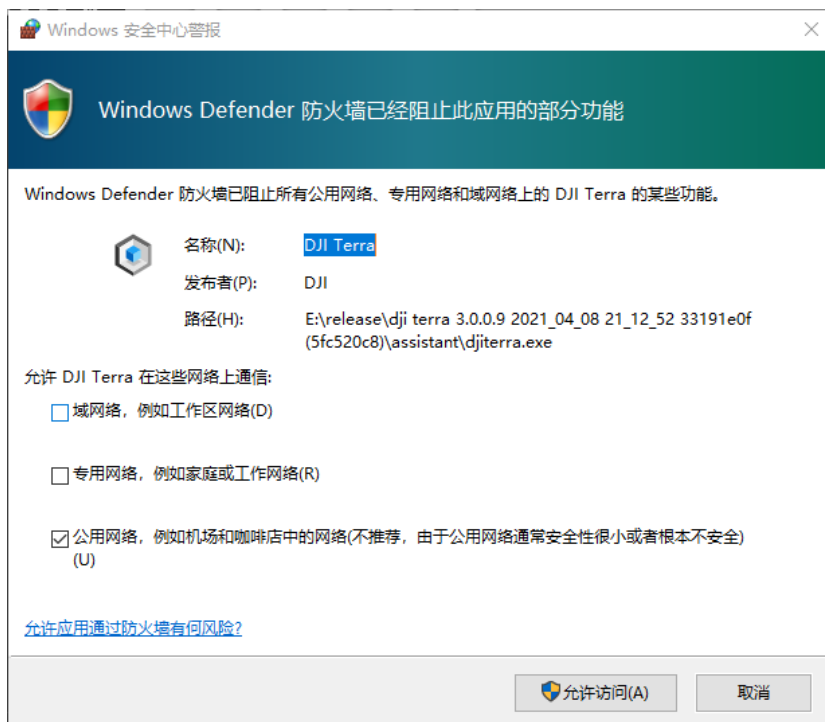 Windows 安全中心警报
Windows Defender 防火墙已经阻止此应用的部分功能
Windows Defender 防火墙已阻止所有公用网络、专用网络和域网络上的 DJI Terra 的某些功能。
名称(N): DJI Terra
发布者(P): DJI
路径(H): E:\release\dji terra 3.0.0.9 2021_04_08 21_12_52 33191e0f
(5fc520c8)\assistant\djiterra.exe
允许 DJI Terra 在这些网络上通信:
域网络，例如工作区网络(D)
专用网络，例如家庭或工作网络(R)
公用网络，例如机场和咖啡店中的网络(不推荐，由于公用网络通常安全性很小或者根本不安全)
(U)
允许应用通过防火墙有何风险?
允许访问(A) 取消